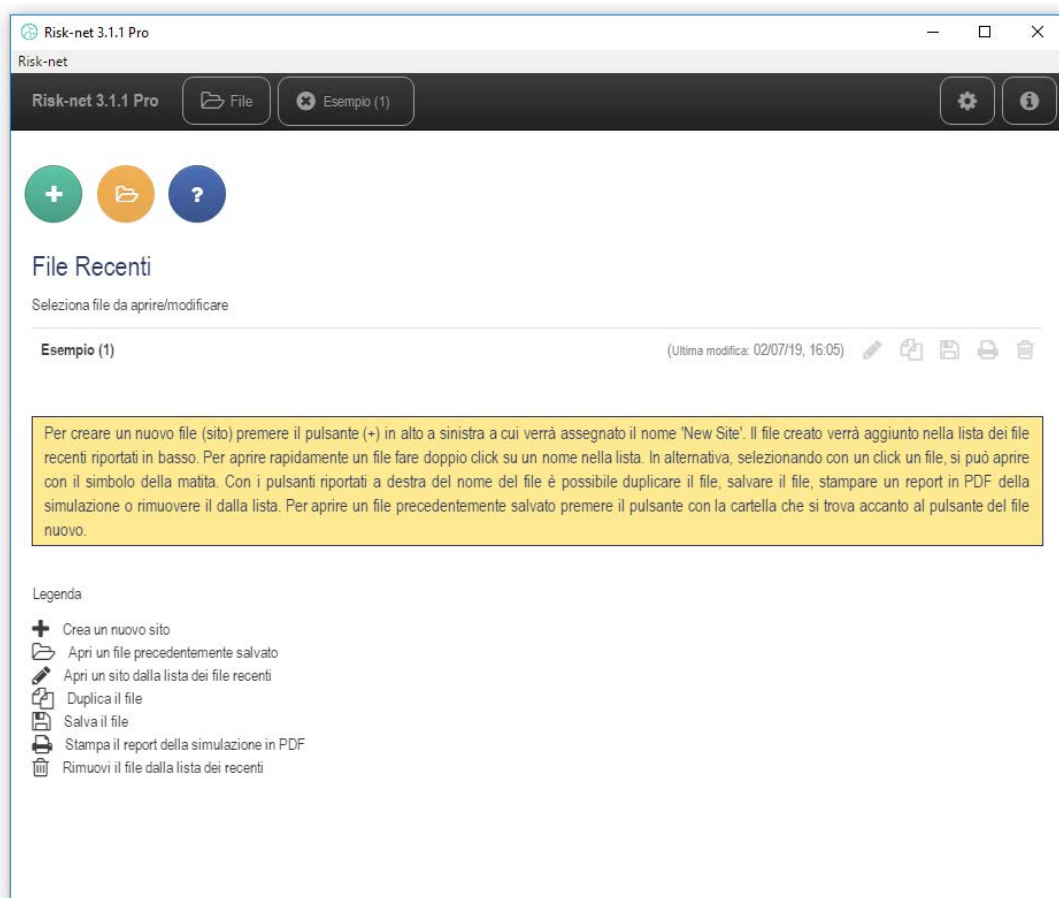 Risk-net 3.1.1 Pro
Risk-net
Risk-net 3.1.1 Pro File Esempio (1)
File Recenti
Seleziona file da aprire/modificare
Esempio (1) (Ultima modifica: 02/07/19, 16:05)
Per creare un nuovo file (sito) premere il pulsante (+) in alto a sinistra a cui verrà assegnato il nome 'New Site'. Il file creato verrà aggiunto nella lista dei file
recenti riportati in basso. Per aprire rapidamente un file fare doppio click su un nome nella lista. In alternativa, selezionando con un click un file, si può aprire
con il simbolo della matita. Con i pulsanti riportati a destra del nome del file è possibile duplicare il file, salvare il file, stampare un report in PDF della
simulazione o rimuovere il dalla lista. Per aprire un file precedentemente salvato premere il pulsante con la cartella che si trova accanto al pulsante del file
nuovo.
Legenda
Crea un nuovo sito
Apri un file precedentemente salvato
Apri un sito dalla lista dei file recenti
Duplica il file
Salva il file
Stampa il report della simulazione in PDF
Rimuovi il file dalla lista dei recenti